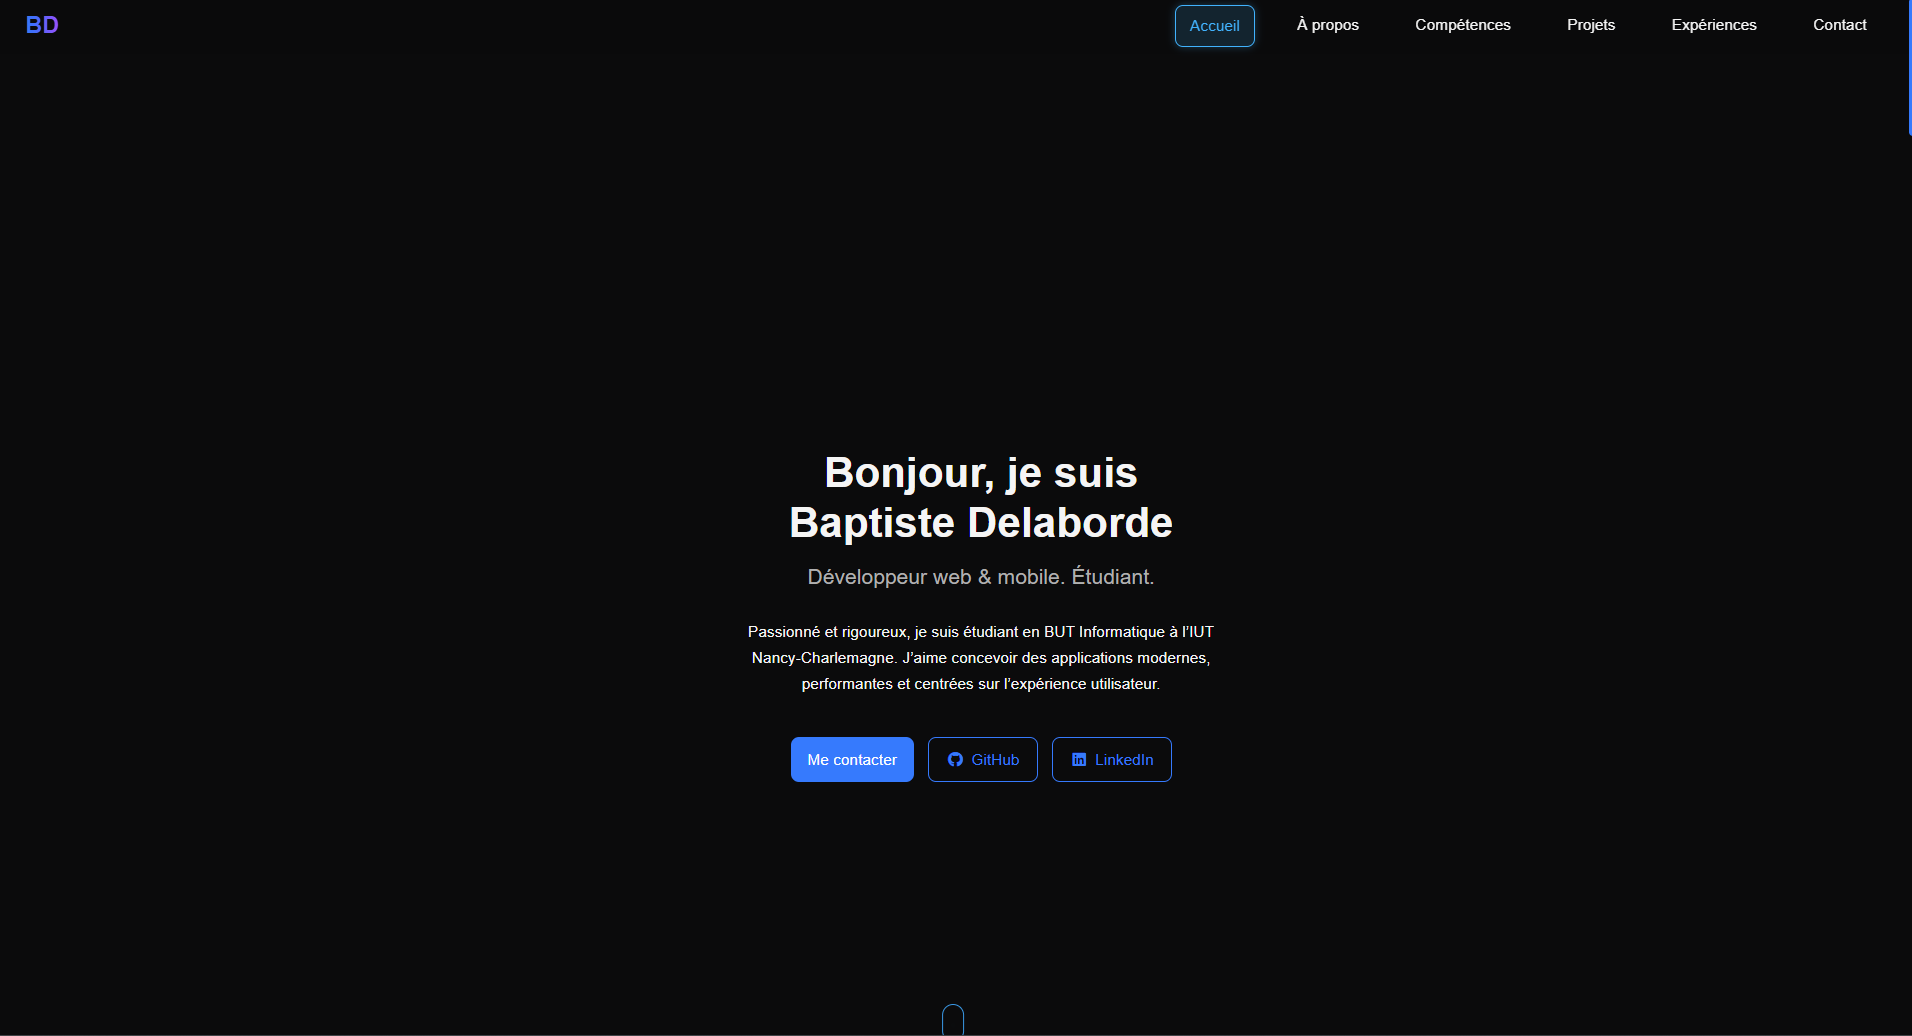 BD
Accueil
À propos
Compétences
Projets
Expériences
Contact
Bonjour, je suis
Baptiste Delaborde
Développeur web & mobile. Étudiant.
Passionné et rigoureux, je suis étudiant en BUT Informatique à l’IUT
Nancy-Charlemagne. J’aime concevoir des applications modernes,
performantes et centrées sur l’expérience utilisateur.
Me contacter
GitHub
LinkedIn